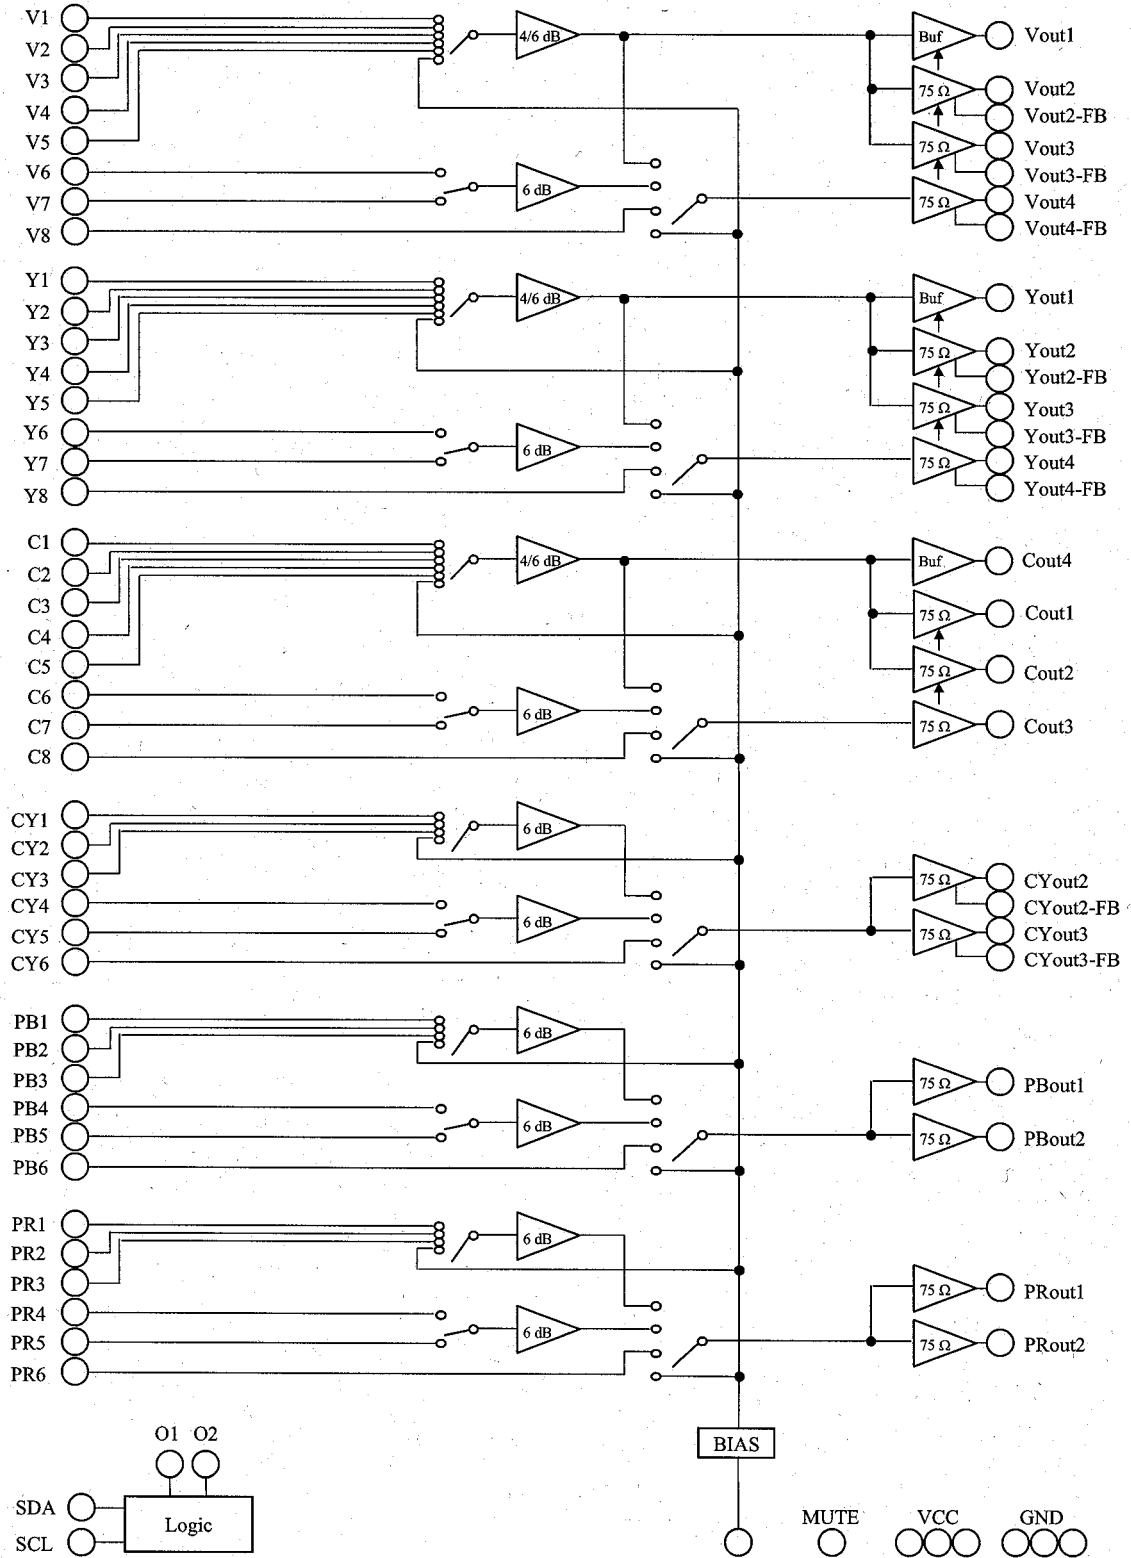 V1
V2
V3
V4
V5
V6
V7
V8
4/6 dB
6 dB
Buf
75 Ω
75 Ω
75 Ω
Vout1
Vout2
Vout2-FB
Vout3
Vout3-FB
Vout4
Vout4-FB
Y1
Y2
Y3
Y4
Y5
Y6
Y7
Y8
4/6 dB
6 dB
Buf
75 Ω
75 Ω
75 Ω
Yout1
Yout2
Yout2-FB
Yout3
Yout3-FB
Yout4
Yout4-FB
C1
C2
C3
C4
C5
C6
C7
C8
4/6 dB
6 dB
Buf
75 Ω
75 Ω
75 Ω
Cout4
Cout1
Cout2
Cout3
CY1
CY2
CY3
CY4
CY5
CY6
6 dB
6 dB
75 Ω
75 Ω
CYout2
CYout2-FB
CYout3
CYout3-FB
PB1
PB2
PB3
PB4
PB5
PB6
6 dB
6 dB
75 Ω
75 Ω
PBout1
PBout2
PR1
PR2
PR3
PR4
PR5
PR6
6 dB
6 dB
75 Ω
75 Ω
PRout1
PRout2
O1 O2
SDA
SCL
Logic
BIAS
MUTE
VCC
GND